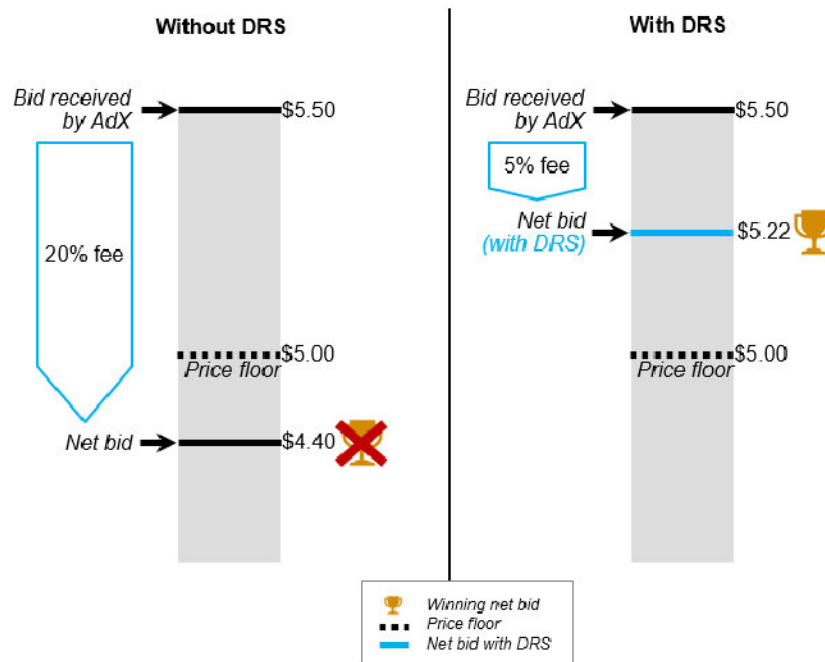 Without DRS
Bid received
by AdX
$5.50
20% fee
$5.00
Price floor
Net bid
$4.40
With DRS
Bid received
by AdX
$5.50
5% fee
Net bid
(with DRS)
$5.22
$5.00
Price floor
Winning net bid
Price floor
Net bid with DRS